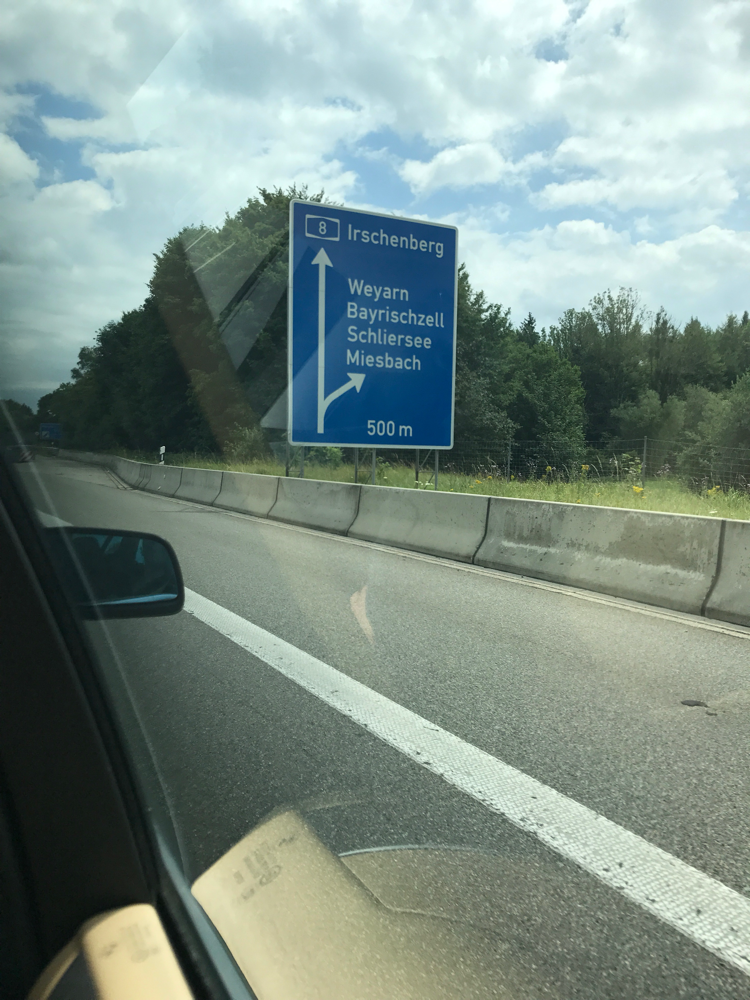 8 Irschenberg
Weyarn
Bayrischzell
Schliersee
Miesbach
500 m